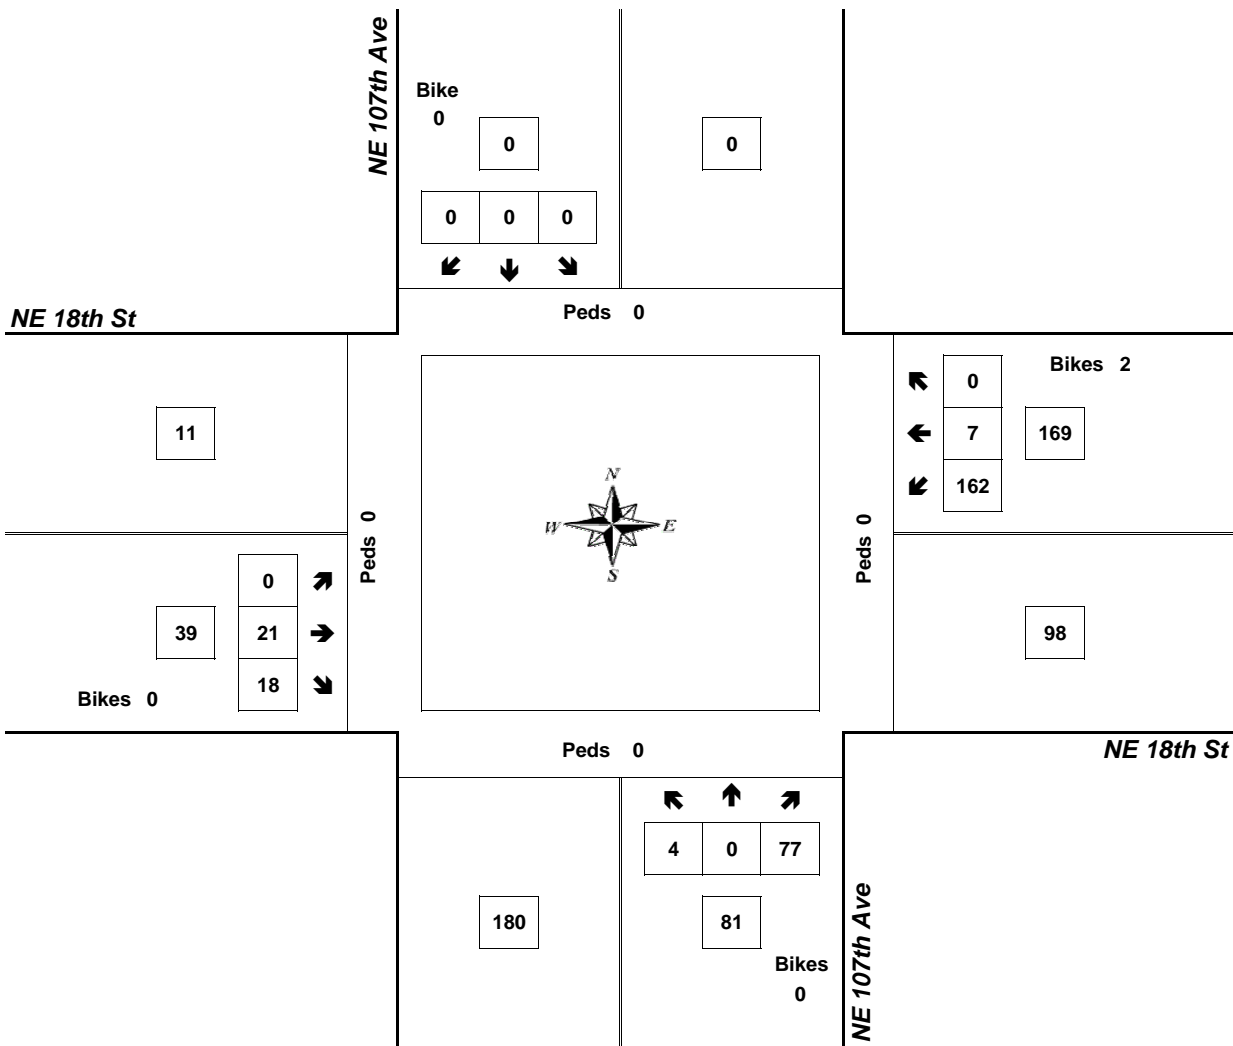 NE 107th Ave
Bike
0
0
0
0 0 0
Peds 0
NE 18th St
Bikes 2
0
7
162
169
11
N
W E
S
Peds 0
Peds 0
0
21
18
39
Bikes 0
98
Peds 0
NE 18th St
4 0 77
180
81
Bikes
0
NE 107th Ave